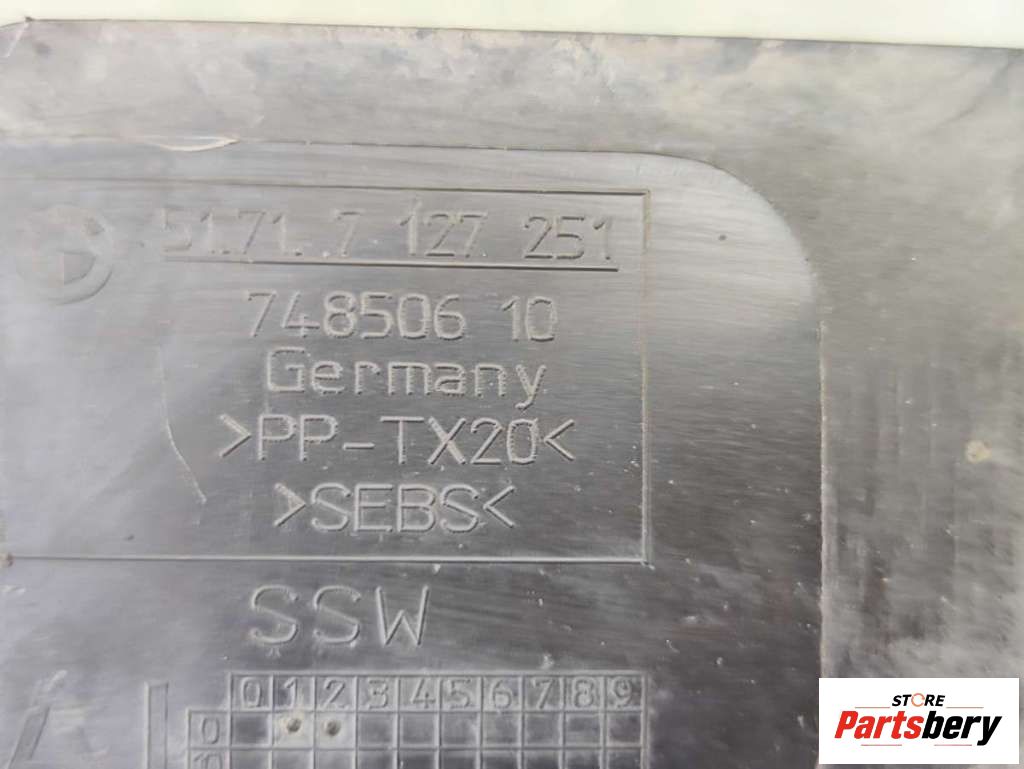 51.71.7 127 251
748506 10
Germany
>PP-TX20<
>SEBS<
SSW
0 1 2 3 4 5 6 7 8 9
0
STORE
Partsbery